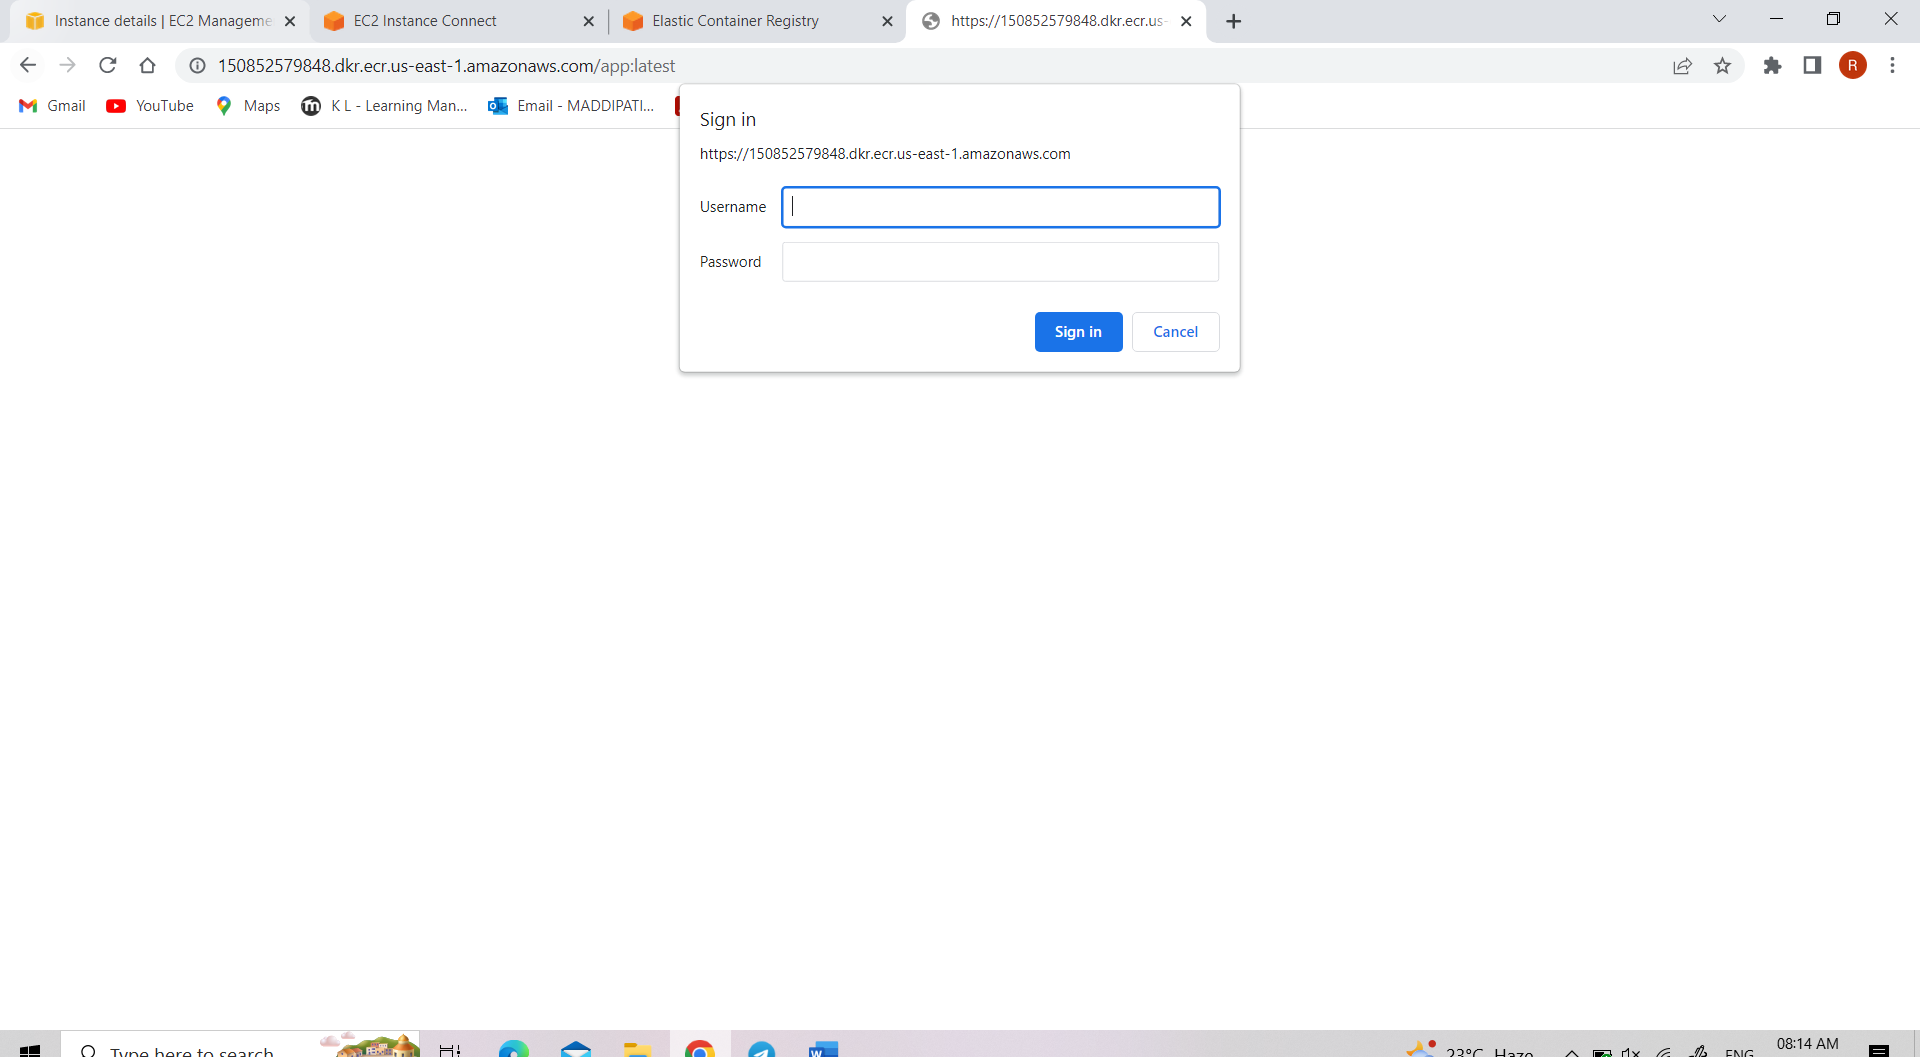 Instance details | EC2 Manageme
EC2 Instance Connect
Elastic Container Registry
https://150852579848.dkr.ecr.us-
150852579848.dkr.ecr.us-east-1.amazonaws.com/app:latest
R
Gmail
YouTube
Maps
m
K L - Learning Man...
Email - MADDIPATI...
Sign in
https://150852579848.dkr.ecr.us-east-1.amazonaws.com
Username
Password
Sign in
Cancel
Type here to search
W
23°C Haze
ENG
08:14 AM